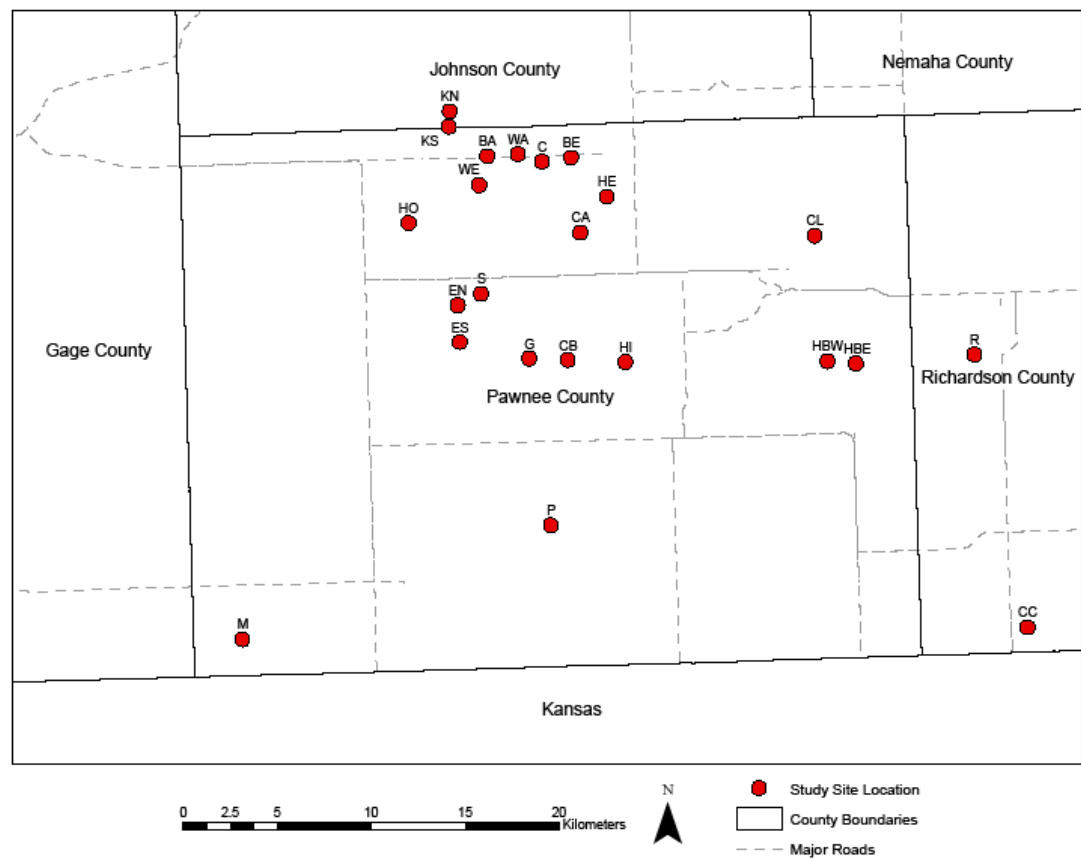 Johnson County
Nemaha County
KN
KS
BA
WA
C
BE
WE
HE
HO
CA
CL
S
EN
ES
Gage County
G
CB
HI
HBW
HBE
R
Richardson County
Pawnee County
P
M
CC
Kansas
0 2.5 5 10 15 20
Kilometers
N
Study Site Location
County Boundaries
Major Roads